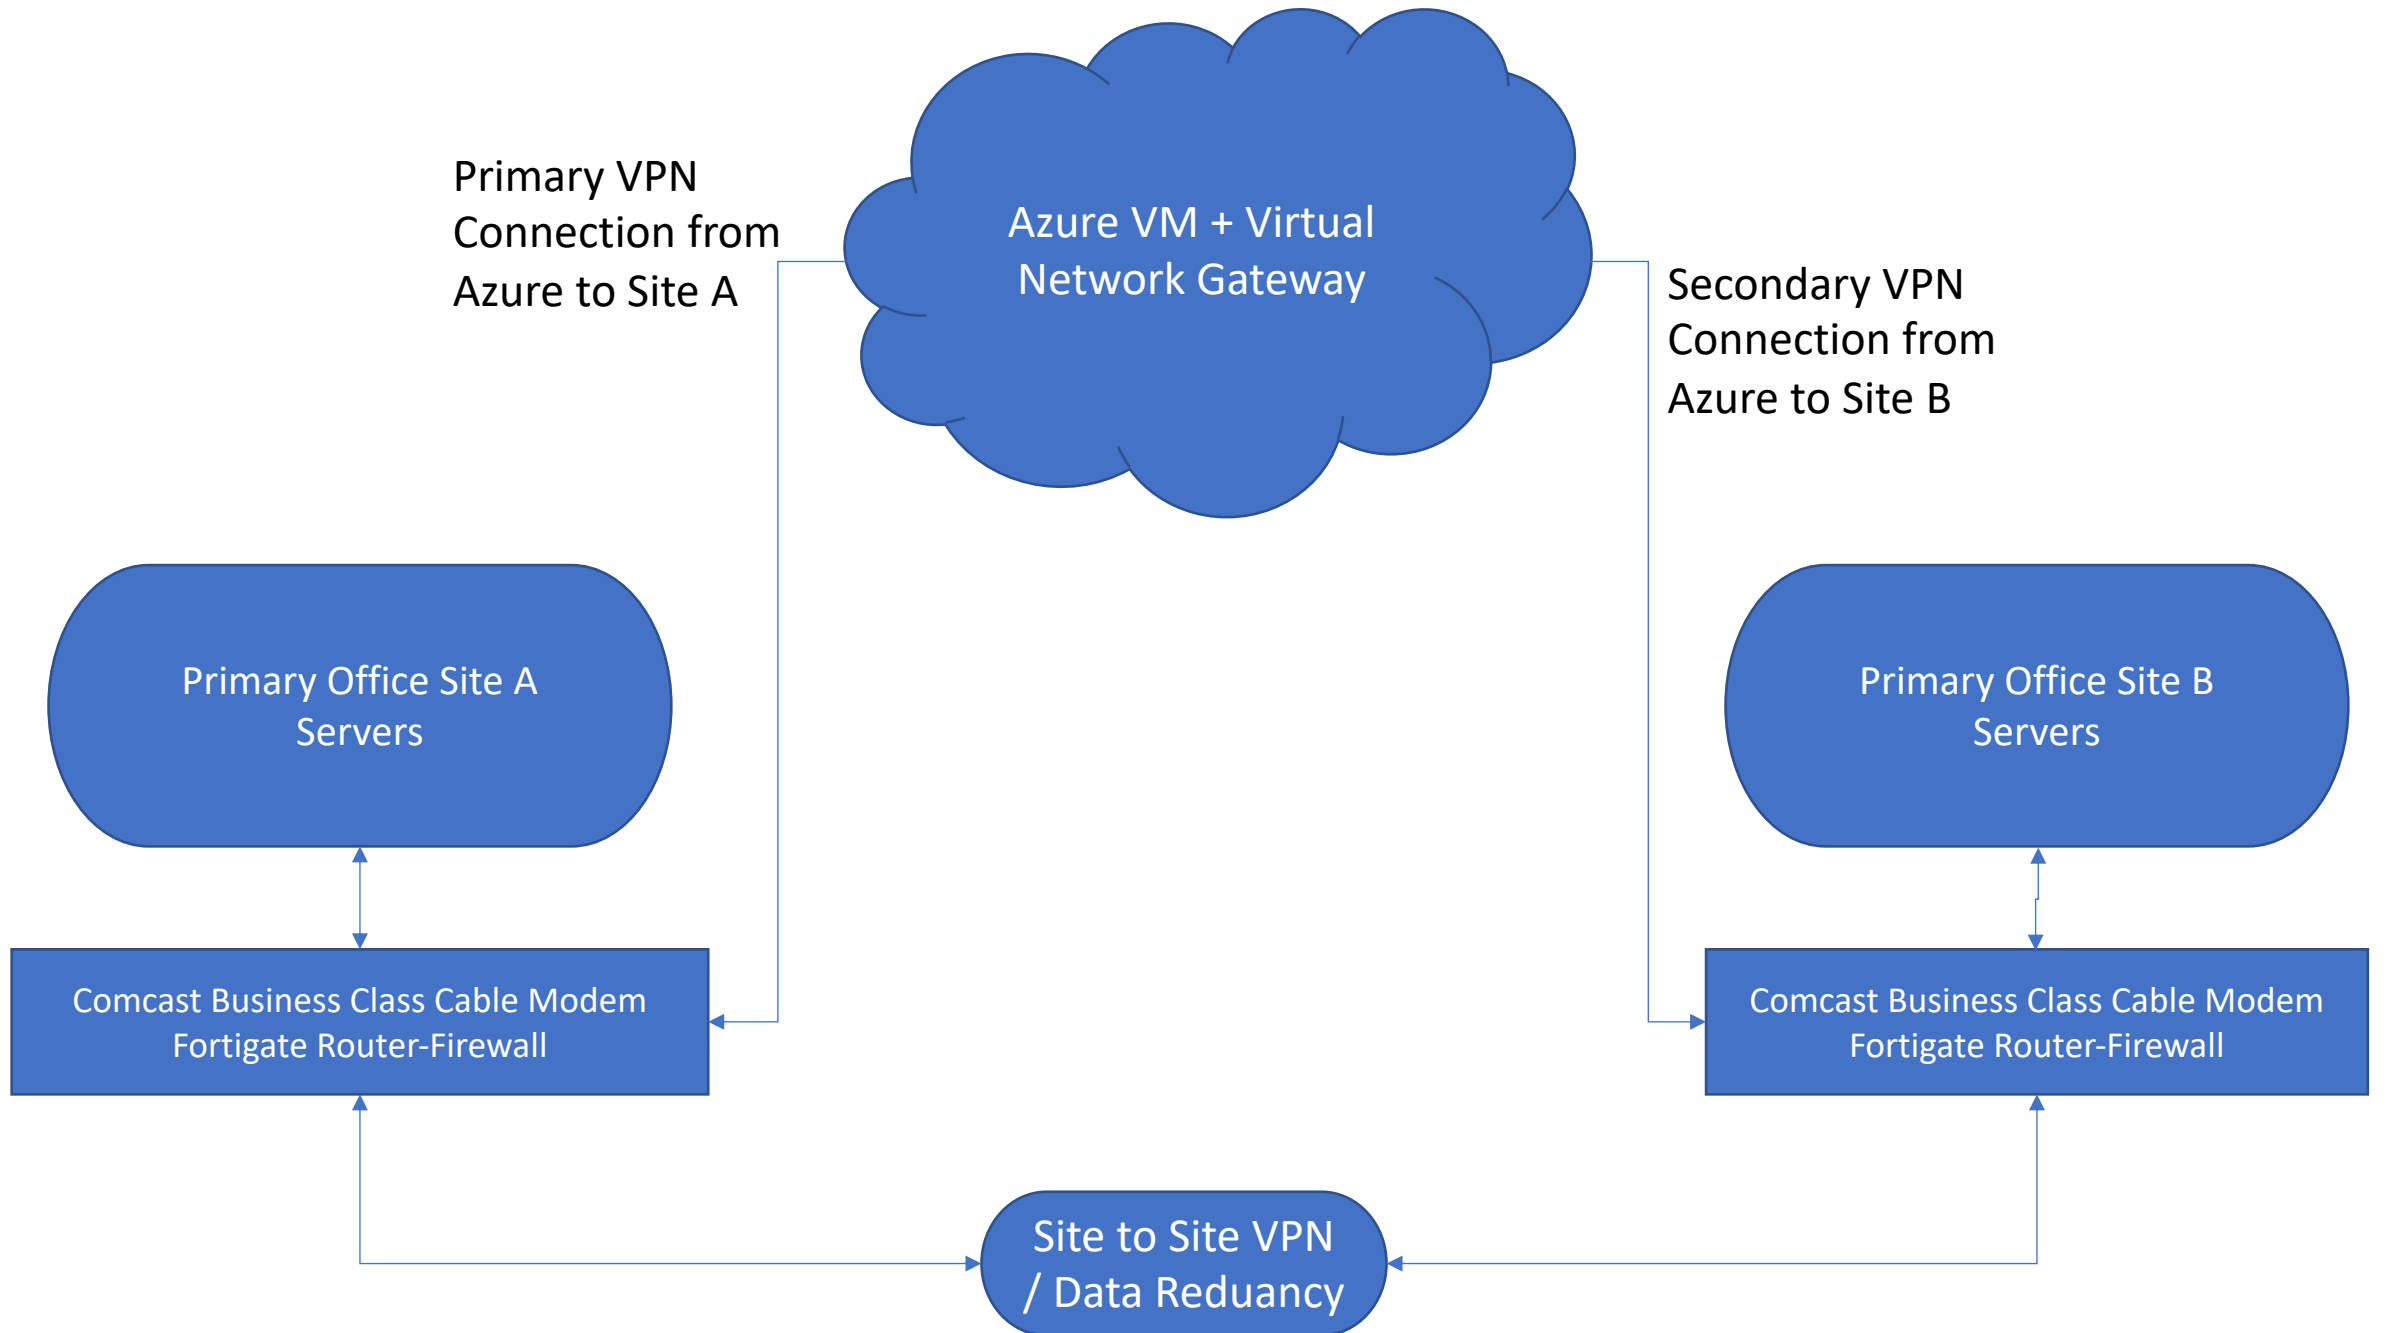 Primary VPN
Connection from
Azure to Site A
Azure VM + Virtual
Network Gateway
Secondary VPN
Connection from
Azure to Site B
Primary Office Site A
Servers
Primary Office Site B
Servers
Comcast Business Class Cable Modem
Fortigate Router-Firewall
Comcast Business Class Cable Modem
Fortigate Router-Firewall
Site to Site VPN
/ Data Reduancy